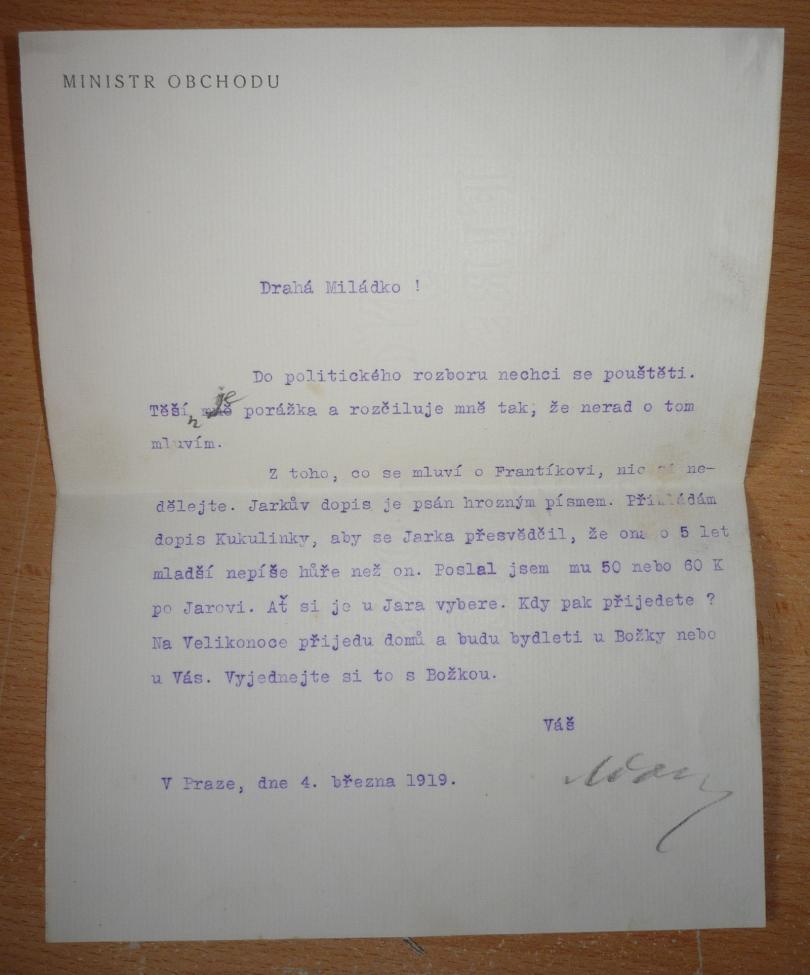 MINISTR OBCHODU
Drahá Miládko !
Do politického rozboru nechci se pouštěti.
Těší je porážka a rozčiluje mně tak, že nerad o tom
mluvím.
Z toho, co se mluví o Frantíkovi, nic si ne-
dělejte. Jarkův dopis je psán hrozným písmem. Přikládám
dopis Kukulinky, aby se Jarka přesvědčil, že ona o 5 let
mladší nepíše hůře než on. Poslal jsem mu 50 nebo 60 K
po Jarovi. Ať si je u Jara vybere. Kdy pak přijedete ?
Na Velikonoce přijedu domů a budu bydleti u Božky nebo
u Vás. Vyjednejte si to s Božkou.
Váš
V Praze, dne 4. března 1919.